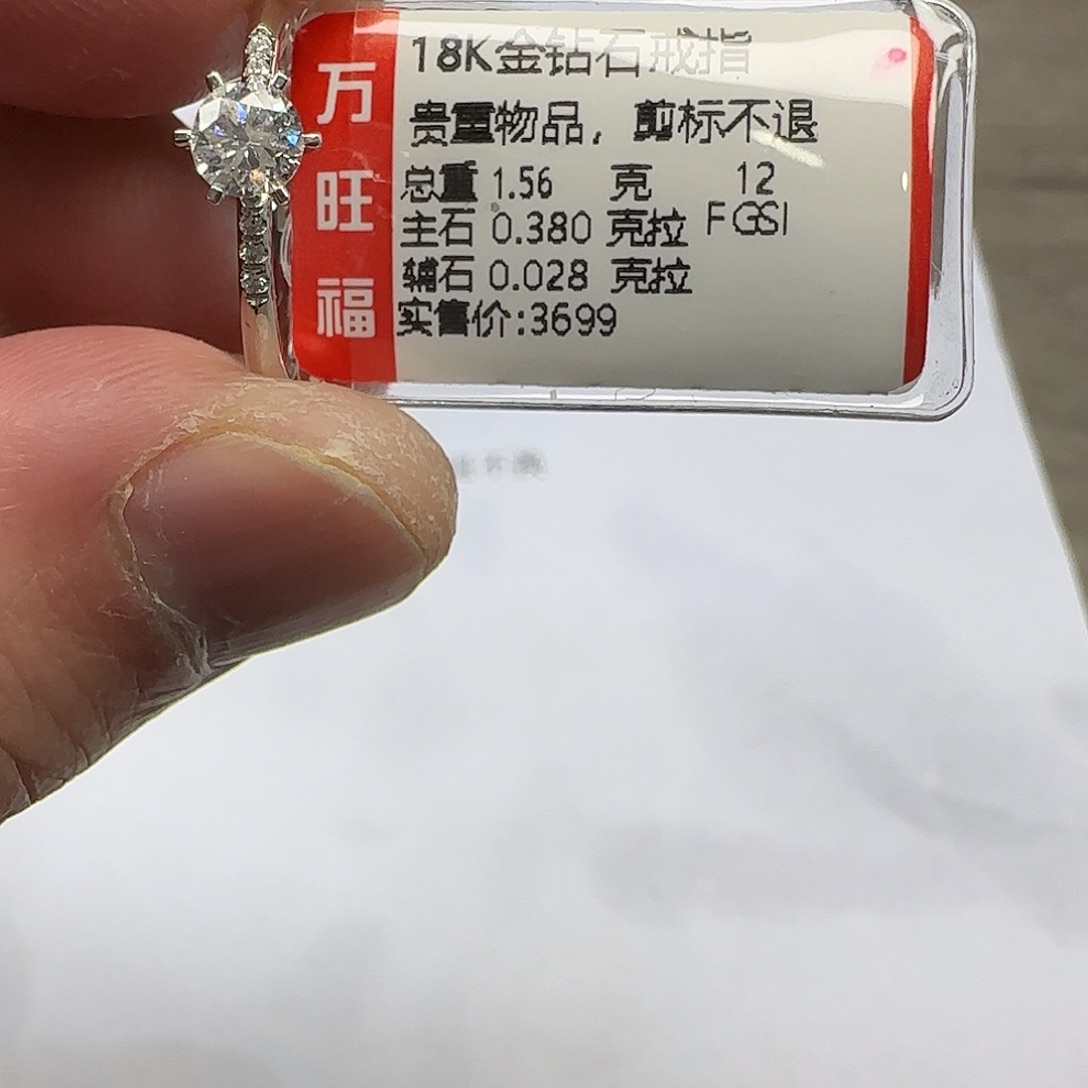 万旺福
18K金钻石戒指
贵重物品，剪标不退
总重 1.56 克 12
主石 0.380 克拉 FGSI
辅石 0.028 克拉
实售价:3699